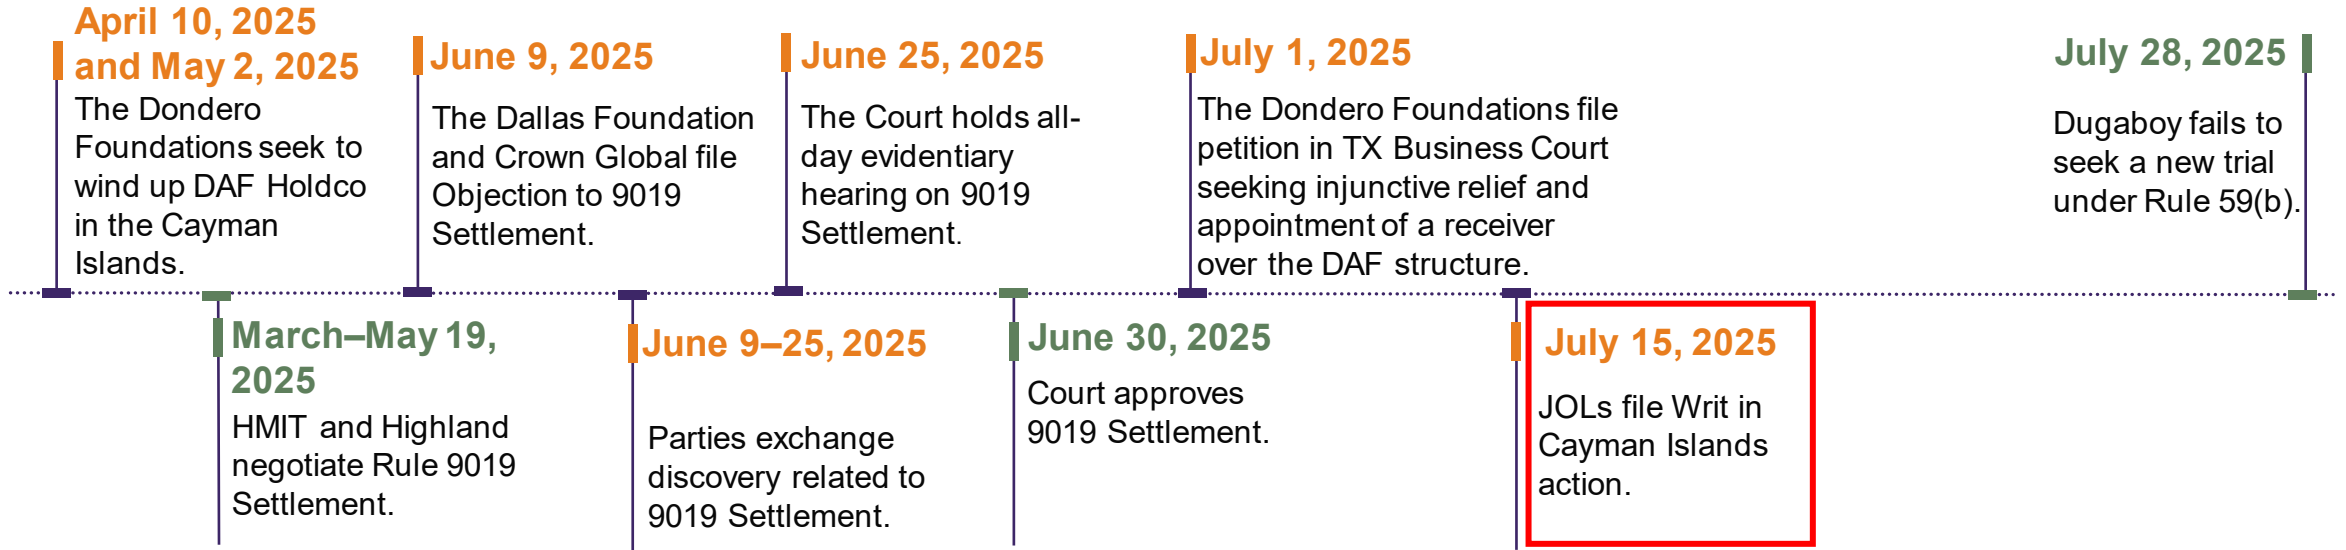 April 10, 2025
and May 2, 2025
The Dondero
Foundations seek to
wind up DAF Holdco
in the Cayman
Islands.
March–May 19,
2025
HMIT and Highland
negotiate Rule 9019
Settlement.
June 9, 2025
The Dallas Foundation
and Crown Global file
Objection to 9019
Settlement.
June 9–25, 2025
Parties exchange
discovery related to
9019 Settlement.
June 25, 2025
The Court holds all-
day evidentiary
hearing on 9019
Settlement.
June 30, 2025
Court approves
9019 Settlement.
July 1, 2025
The Dondero Foundations file
petition in TX Business Court
seeking injunctive relief and
appointment of a receiver
over the DAF structure.
July 15, 2025
JOLs file Writ in
Cayman Islands
action.
July 28, 2025
Dugaboy fails to
seek a new trial
under Rule 59(b).